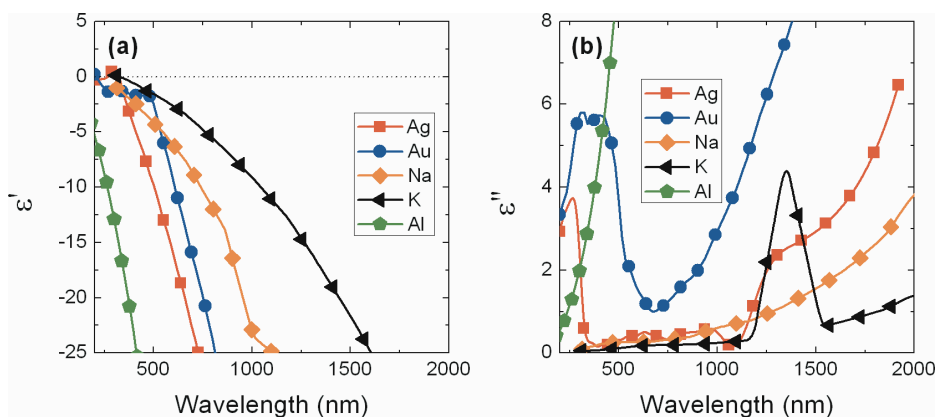 (a)
5
0
-5
-10
-15
-20
-25
ε'
500
1000
1500
2000
Wavelength (nm)
Ag
Au
Na
K
Al
(b)
8
6
4
2
0
ε"
500
1000
1500
2000
Wavelength (nm)
Ag
Au
Na
K
Al